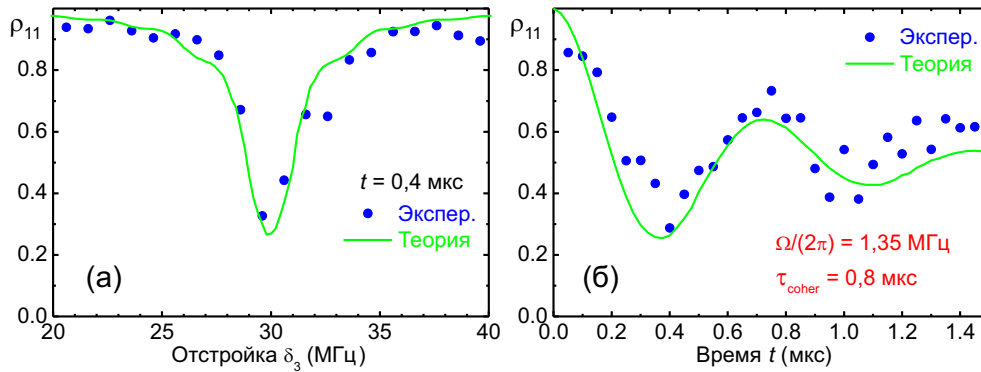 ρ₁₁
1.0
0.8
0.6
0.4
0.2
0.0
20
25
30
35
40
Отстройка δ₃ (МГц)
(а)
t = 0,4 мкс
Экспер.
Теория
ρ₁₁
1.0
0.8
0.6
0.4
0.2
0.0
0.0
0.2
0.4
0.6
0.8
1.0
1.2
1.4
Время t (мкс)
(б)
Экспер.
Теория
Ω/(2π) = 1,35 МГц
τcoher = 0,8 мкс